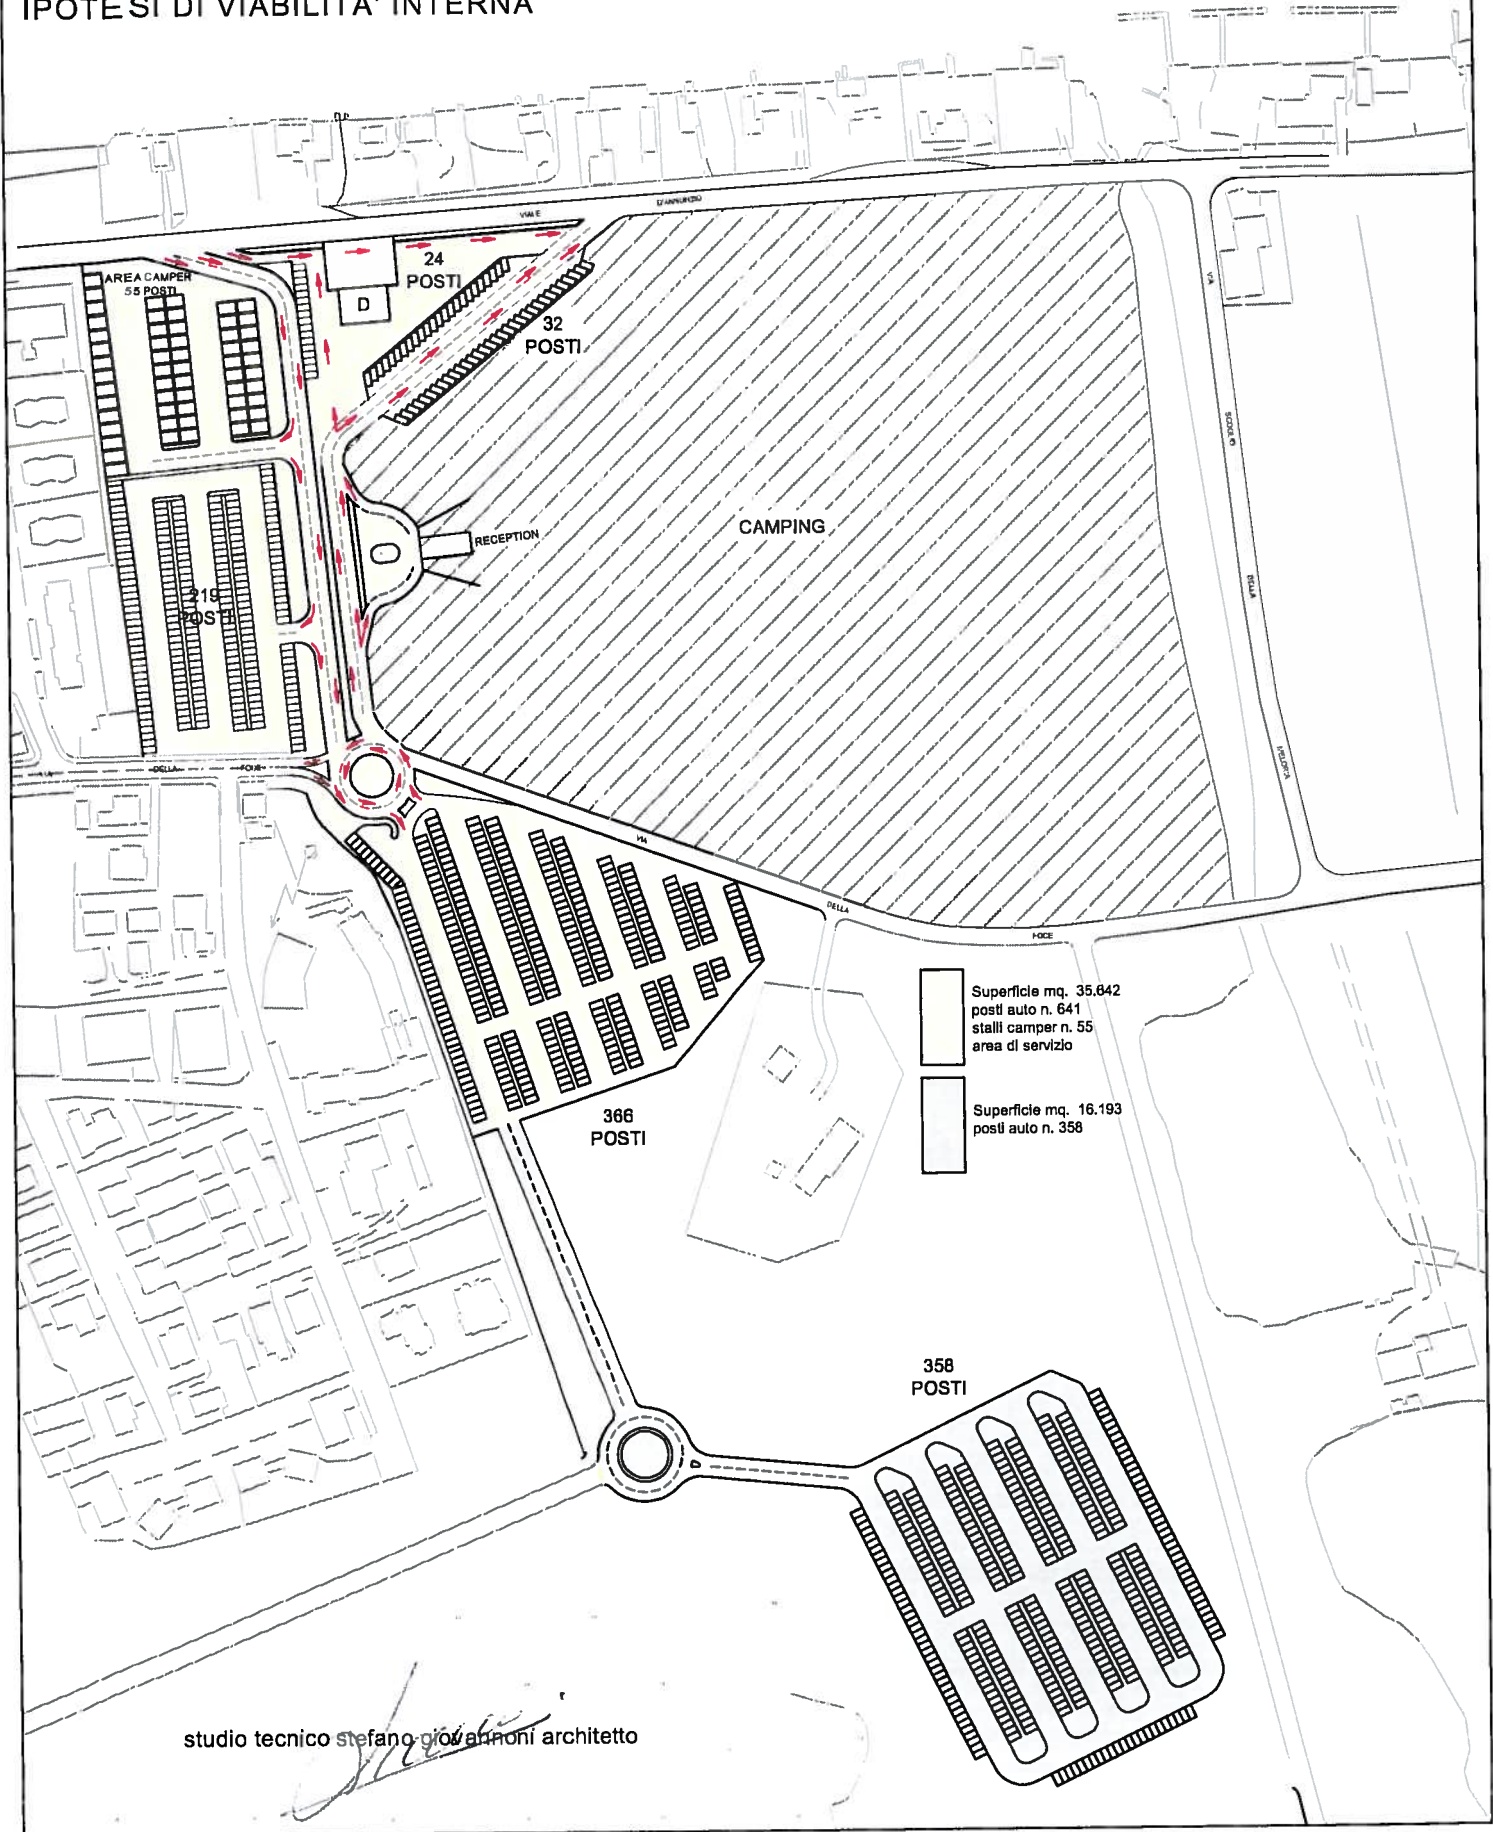 IPOTESI DI VIABILITA' INTERNA
VIALE
D'ANNUNZIO
AREA CAMPER
55 POSTI
24
POSTI
D
32
POSTI
VIA
SCOGLIO
DELLA
MELORIA
CAMPING
RECEPTION
219
POSTI
VIA
DELLA
FOCE
VIA
DELLA
FOCE
Superficie mq. 35.642
posti auto n. 641
stalli camper n. 55
area di servizio
Superficie mq. 16.193
posti auto n. 358
366
POSTI
358
POSTI
studio tecnico stefano giovannoni architetto